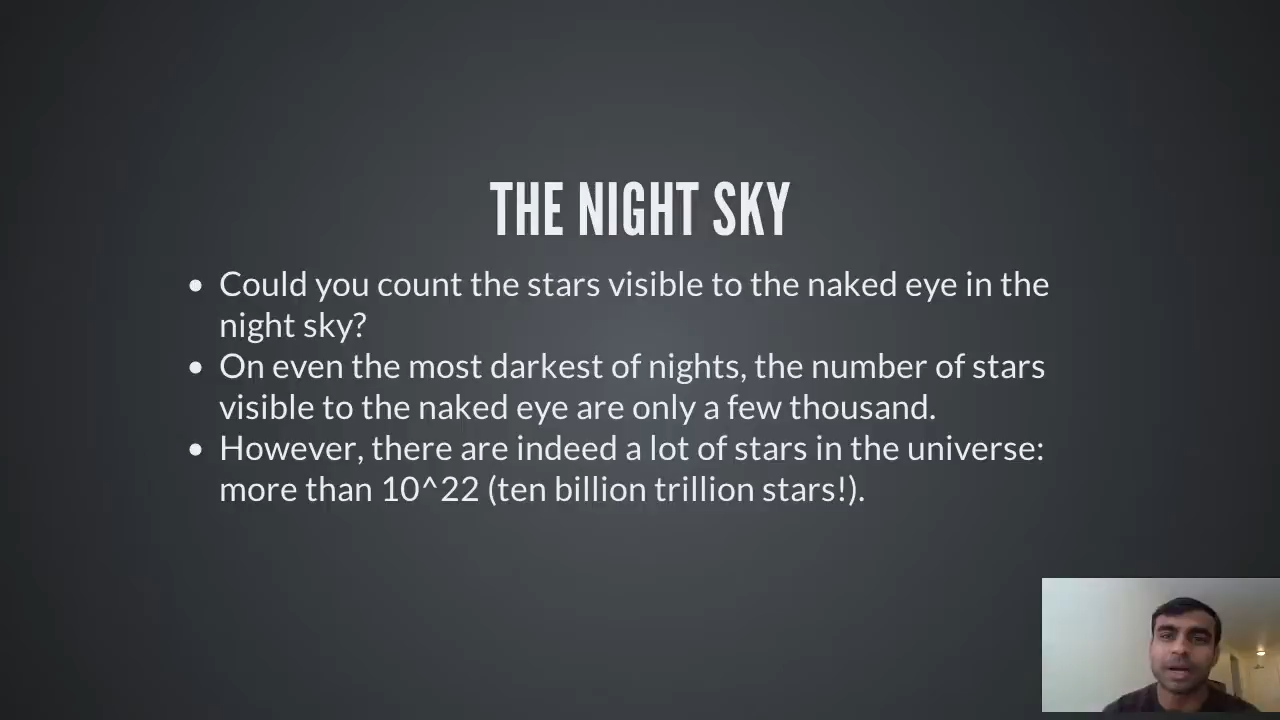 THE NIGHT SKY
• Could you count the stars visible to the naked eye in the
night sky?
• On even the most darkest of nights, the number of stars
visible to the naked eye are only a few thousand.
• However, there are indeed a lot of stars in the universe:
more than 10^22 (ten billion trillion stars!).